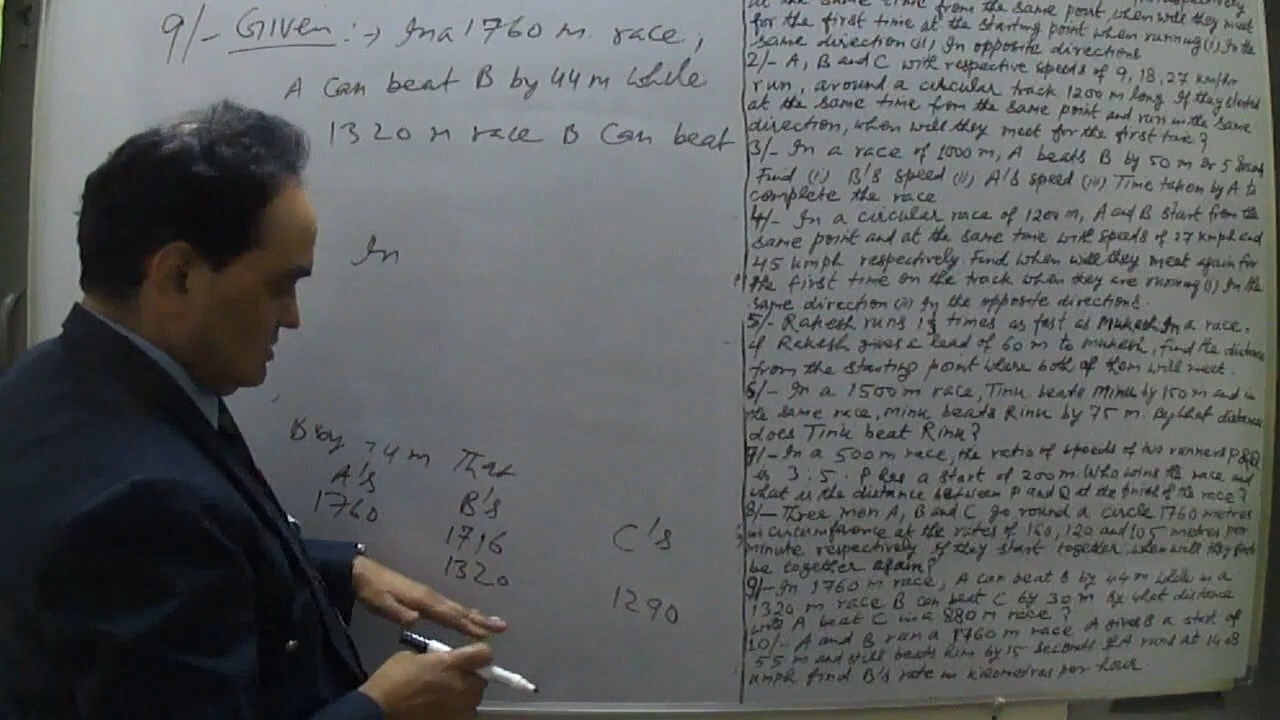 9/- Given :→ In a 1760 m. race,
A Can beat B by 44 m While
1320 m race B Can beat
In
B by 74 m That
A's B's C's
1760 1716
1320 1290
at the same time from the same point, when will they meet
for the first time at the starting point when running (i) In the
same direction (ii) In opposite directions
2/- A, B and C with respective speeds of 9, 18, 27 km/hr
run, around a circular track 1200 m long. If they started
at the same time from the same point and run in the same
direction, when will they meet for the first time?
3/- In a race of 1000 m, A beats B by 50 m or 5 Seconds
Find (i) B's speed (ii) A's speed (iii) Time taken by A to
complete the race
4/- In a circular race of 1200 m, A and B start from the
same point and at the same time with speeds of 27 kmph and
45 kmph respectively Find when will they meet again for
the first time on the track when they are running (i) In the
same direction (ii) In the opposite directions.
5/- Rakesh runs times as fast as Mukesh In a race,
if Rakesh gives a lead of 60 m to mukesh, find the distance
from the starting point where both of them will meet.
6/- In a 1500 m race, Tinu beats Minu by 150 m and in
the same race, Minu beats Rinu by 75 m. By what distance
does Tinu beat Rinu?
7/- In a 500 m race, the ratio of speeds of two runners P & Q
is 3 : 5. P has a start of 200 m. Who wins the race and
what is the distance between P and Q at the finish of the race?
8/- Three men A, B and C go round a circle 1760 metres
in circumference at the rates of 160, 120 and 105 metres per
minute respectively If they start together, when will they first
be together again?
9/- In 1760 m race, A can beat B by 44 m while in a
1320 m race B can beat C by 30 m By what distance
will A beat C in a 880 m race?
10/- A and B run a 1760 m race A gives B a start of
55 m and still beats him by 15 seconds. If A runs at
kmph find B's rate in kilometres per hour.